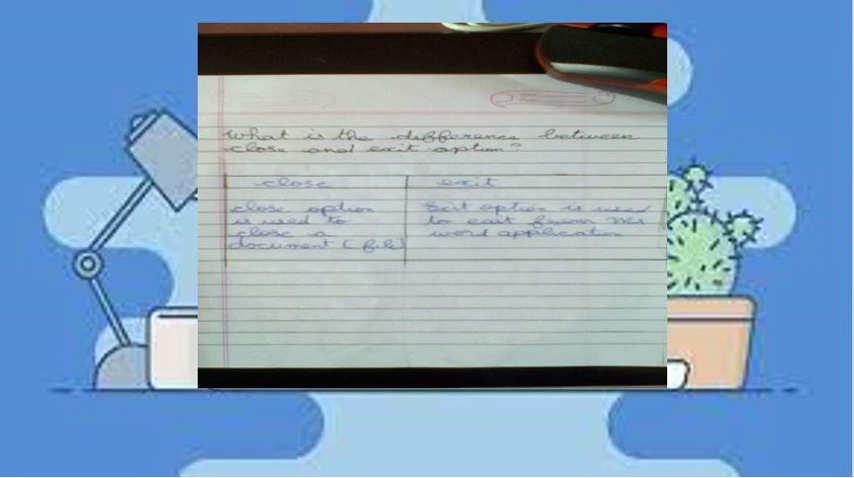 What is the difference between
close and exit option?
close
exit
close option
is used to
close a
document (file)
Exit option is used
to exit from Ms
word application